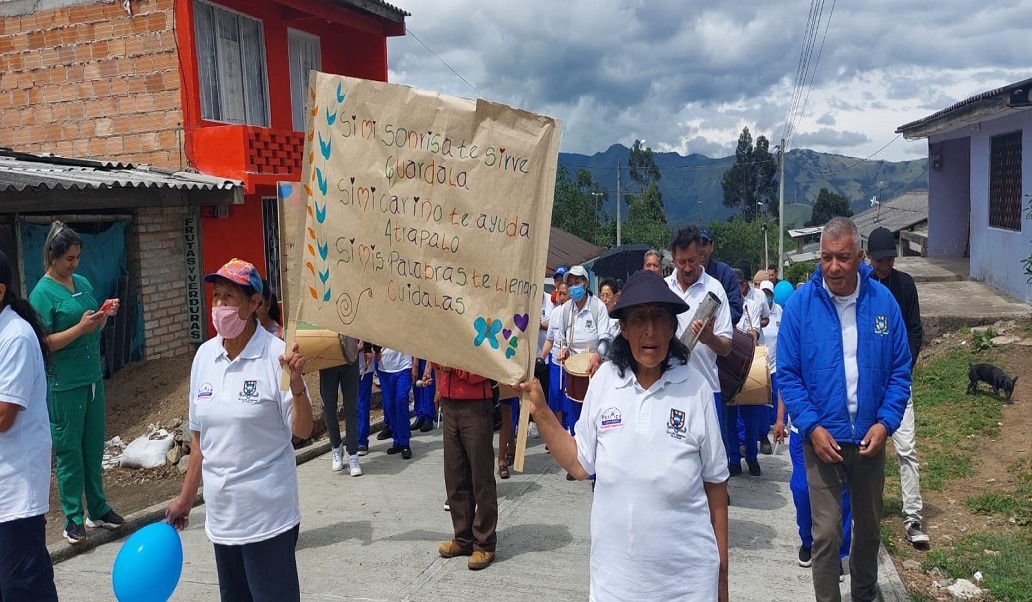 Si mi sonrisa te sirve
Guardala
Si mi cariño te ayuda
Atrapalo
Si mis Palabras te llenan
Cuidalas
FRUTAS Y VERDURAS